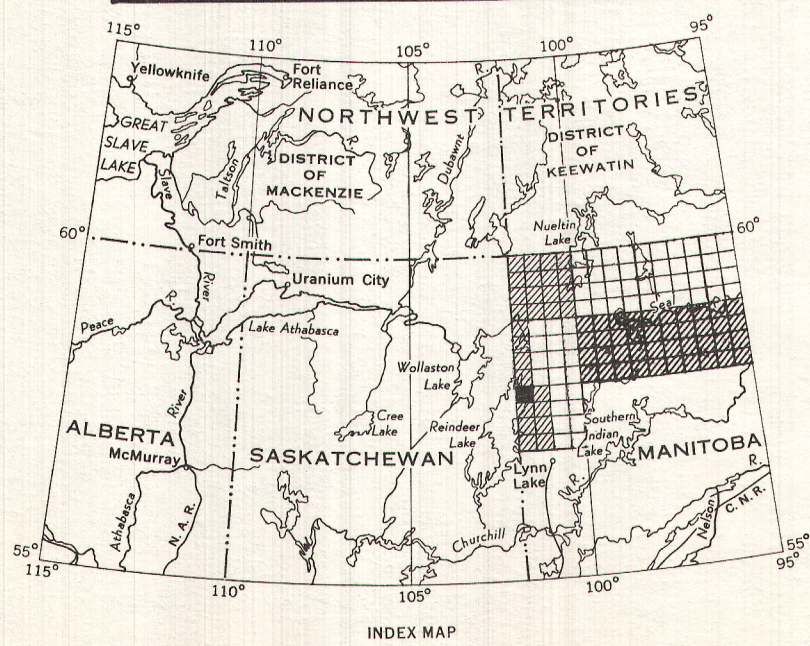 115°
110°
105°
100°
95°
Yellowknife
Fort
Reliance
R.
NORTHWEST TERRITORIES
GREAT
SLAVE
LAKE
Slave
Taltson
R.
DISTRICT
OF
MACKENZIE
Dubawnt
DISTRICT
OF
KEEWATIN
Nueltin
Lake
60°
60°
Fort Smith
River
Uranium City
Peace
R.
Lake Athabasca
Seal
Wollaston
Lake
River
Cree
Lake
Reindeer
Lake
Southern
Indian
Lake
ALBERTA
McMurray
SASKATCHEWAN
MANITOBA
Lynn
Lake
R.
Athabasca
N. A. R.
Churchill
Nelson
R.
C. N. R.
55°
115°
110°
105°
100°
55°
95°
INDEX MAP